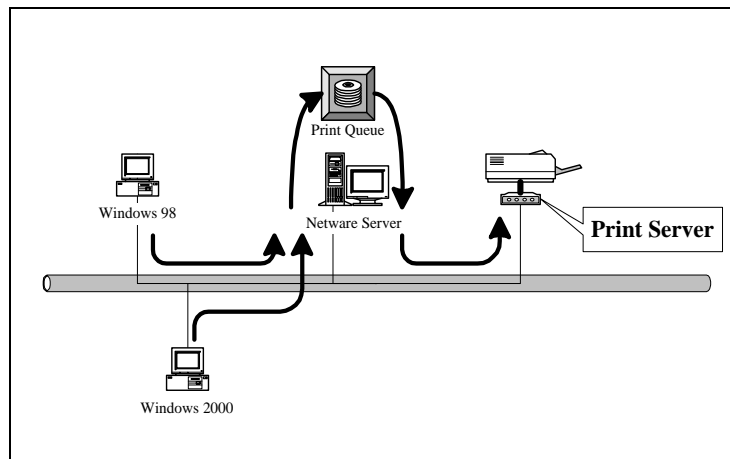 Print Queue
Windows 98
Netware Server
Print Server
Windows 2000